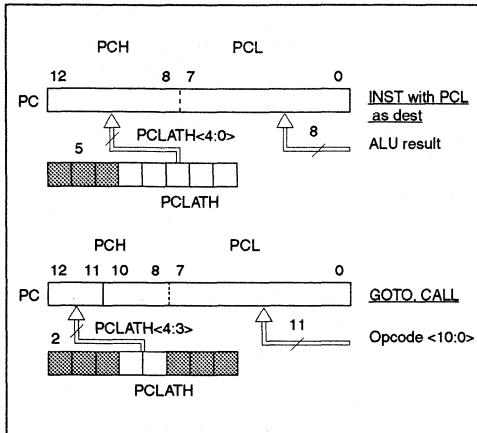 PCH PCL
12 8 7 0
PC INST with PCL
as dest
PCLATH<4:0> 8
5 ALU result
PCLATH
PCH PCL
12 11 10 8 7 0
PC GOTO, CALL
PCLATH<4:3> 11
2 Opcode <10:0>
PCLATH